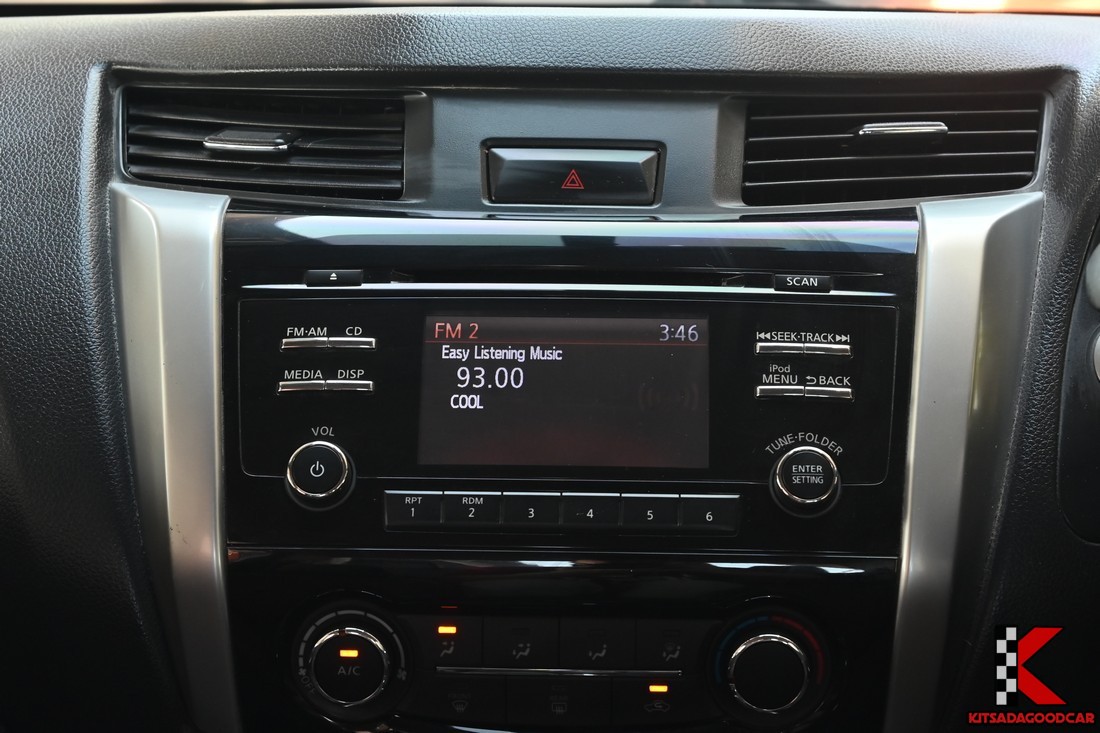 SCAN
FM·AM CD
FM 2 3:46
SEEK·TRACK
Easy Listening Music
MEDIA DISP
93.00
iPod
MENU BACK
COOL
VOL
TUNE·FOLDER
ENTER
SETTING
RPT
1
RDM
2
3
4
5
6
A/C
KITSADAGOODCAR